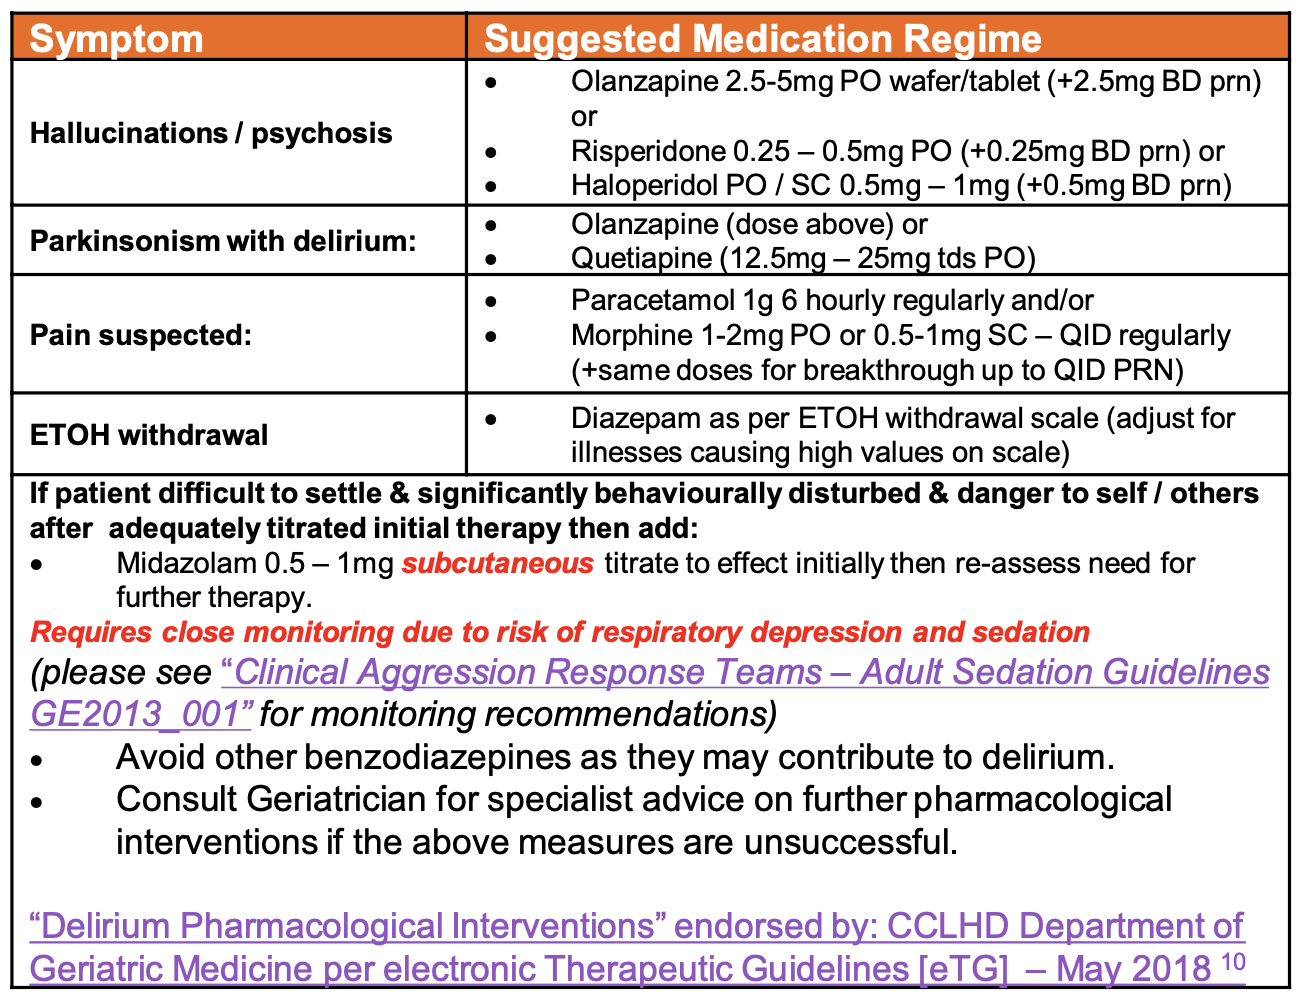 Symptom
Suggested Medication Regime
Hallucinations / psychosis
• Olanzapine 2.5-5mg PO wafer/tablet (+2.5mg BD prn)
or
• Risperidone 0.25 – 0.5mg PO (+0.25mg BD prn) or
• Haloperidol PO / SC 0.5mg – 1mg (+0.5mg BD prn)
Parkinsonism with delirium:
• Olanzapine (dose above) or
• Quetiapine (12.5mg – 25mg tds PO)
Pain suspected:
• Paracetamol 1g 6 hourly regularly and/or
• Morphine 1-2mg PO or 0.5-1mg SC – QID regularly
(+same doses for breakthrough up to QID PRN)
ETOH withdrawal
• Diazepam as per ETOH withdrawal scale (adjust for
illnesses causing high values on scale)
If patient difficult to settle & significantly behaviourally disturbed & danger to self / others
after adequately titrated initial therapy then add:
• Midazolam 0.5 – 1mg subcutaneous titrate to effect initially then re-assess need for
further therapy.
Requires close monitoring due to risk of respiratory depression and sedation
(please see “Clinical Aggression Response Teams – Adult Sedation Guidelines
GE2013_001” for monitoring recommendations)
• Avoid other benzodiazepines as they may contribute to delirium.
• Consult Geriatrician for specialist advice on further pharmacological
interventions if the above measures are unsuccessful.
“Delirium Pharmacological Interventions” endorsed by: CCLHD Department of
Geriatric Medicine per electronic Therapeutic Guidelines [eTG] – May 2018 10